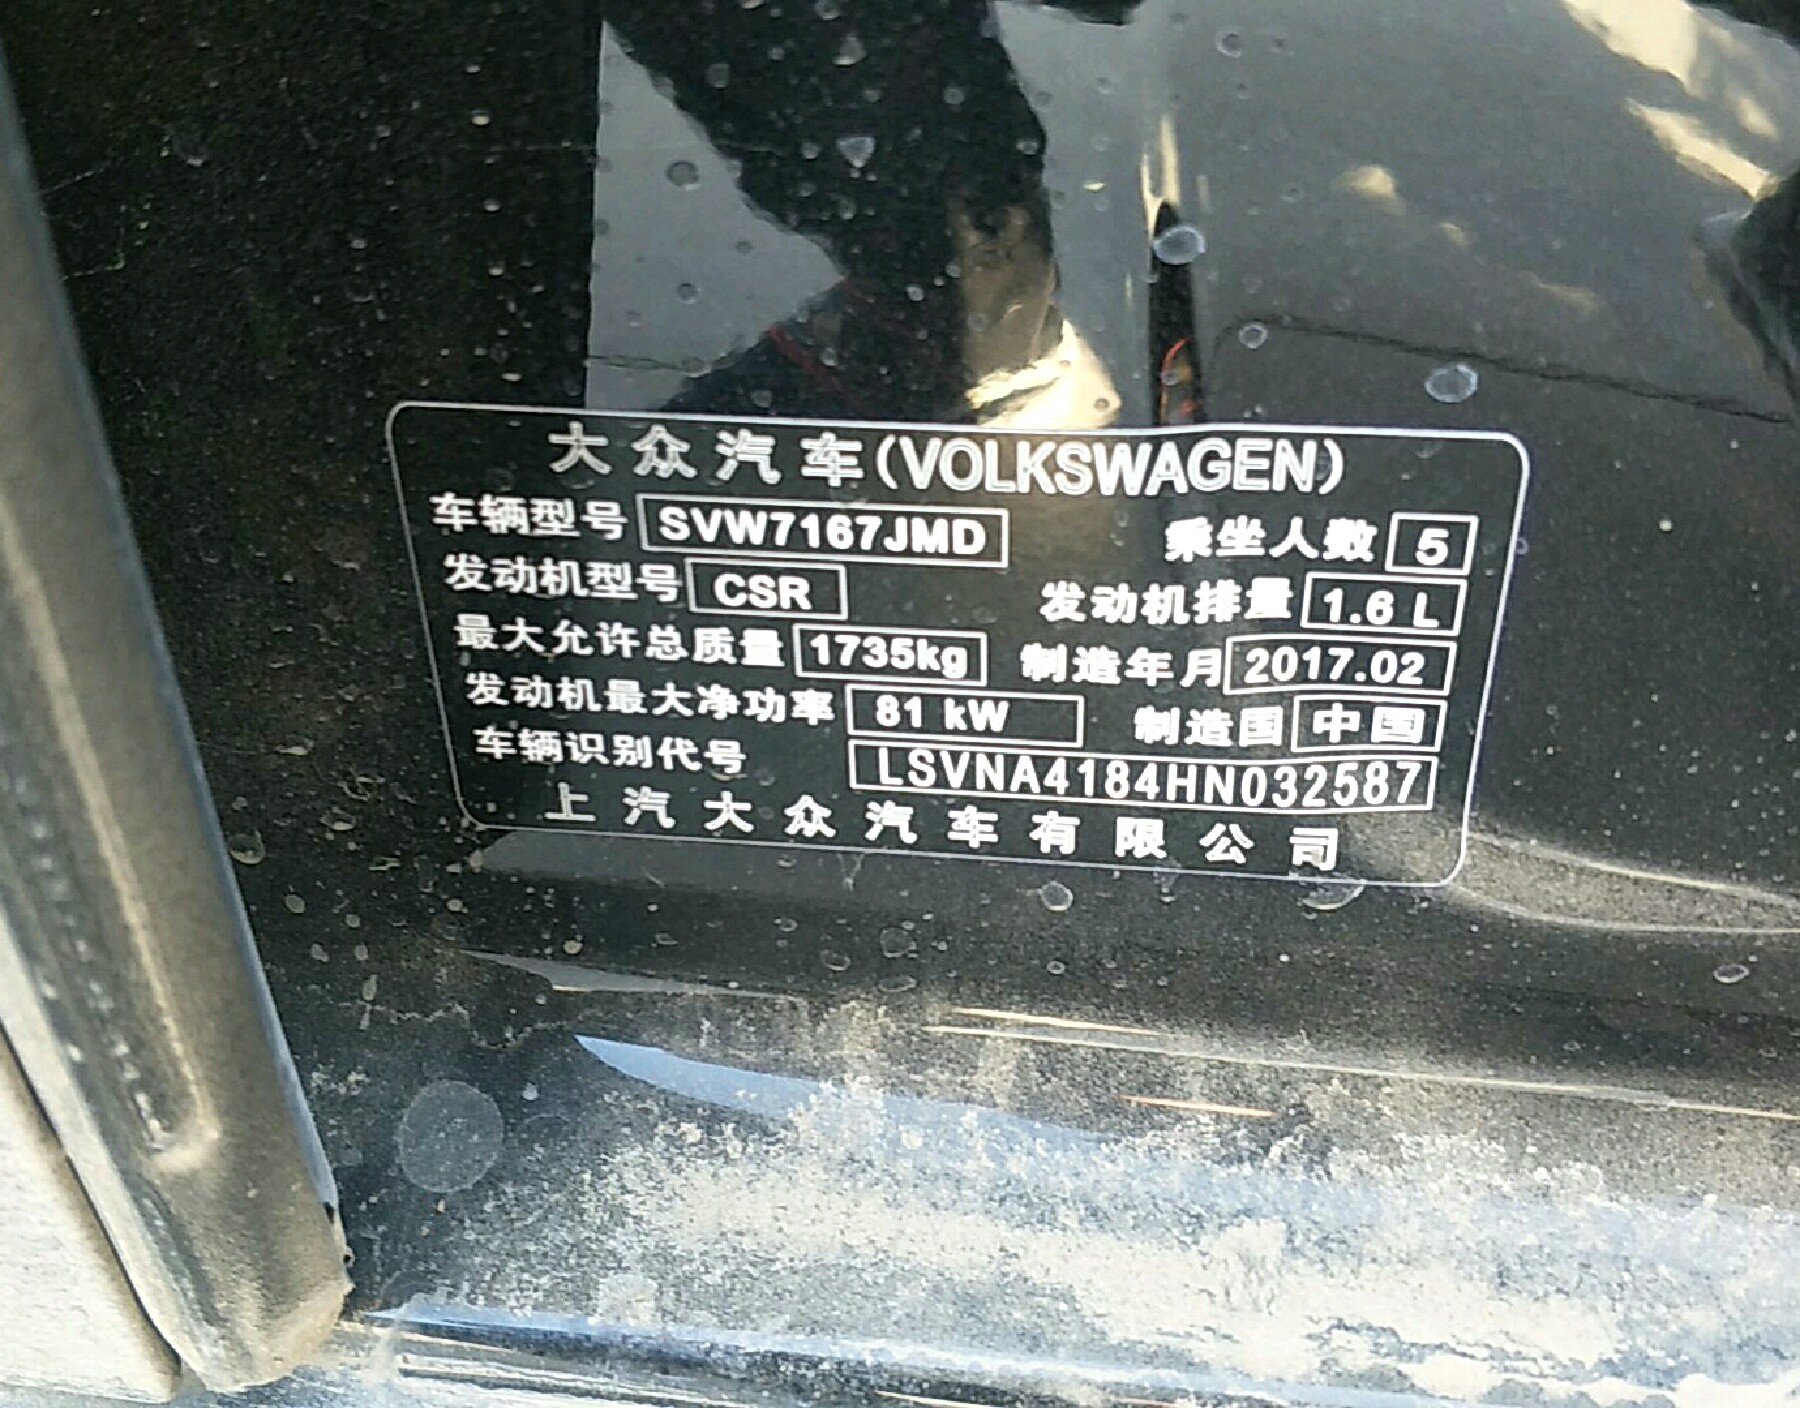 大众汽车(VOLKSWAGEN)
车辆型号 SVW7167JMD 乘坐人数 5
发动机型号 CSR 发动机排量 1.6 L
最大允许总质量 1735kg 制造年月 2017.02
发动机最大净功率 81 kW 制造国 中国
车辆识别代号 LSVNA4184HN032587
上汽大众汽车有限公司